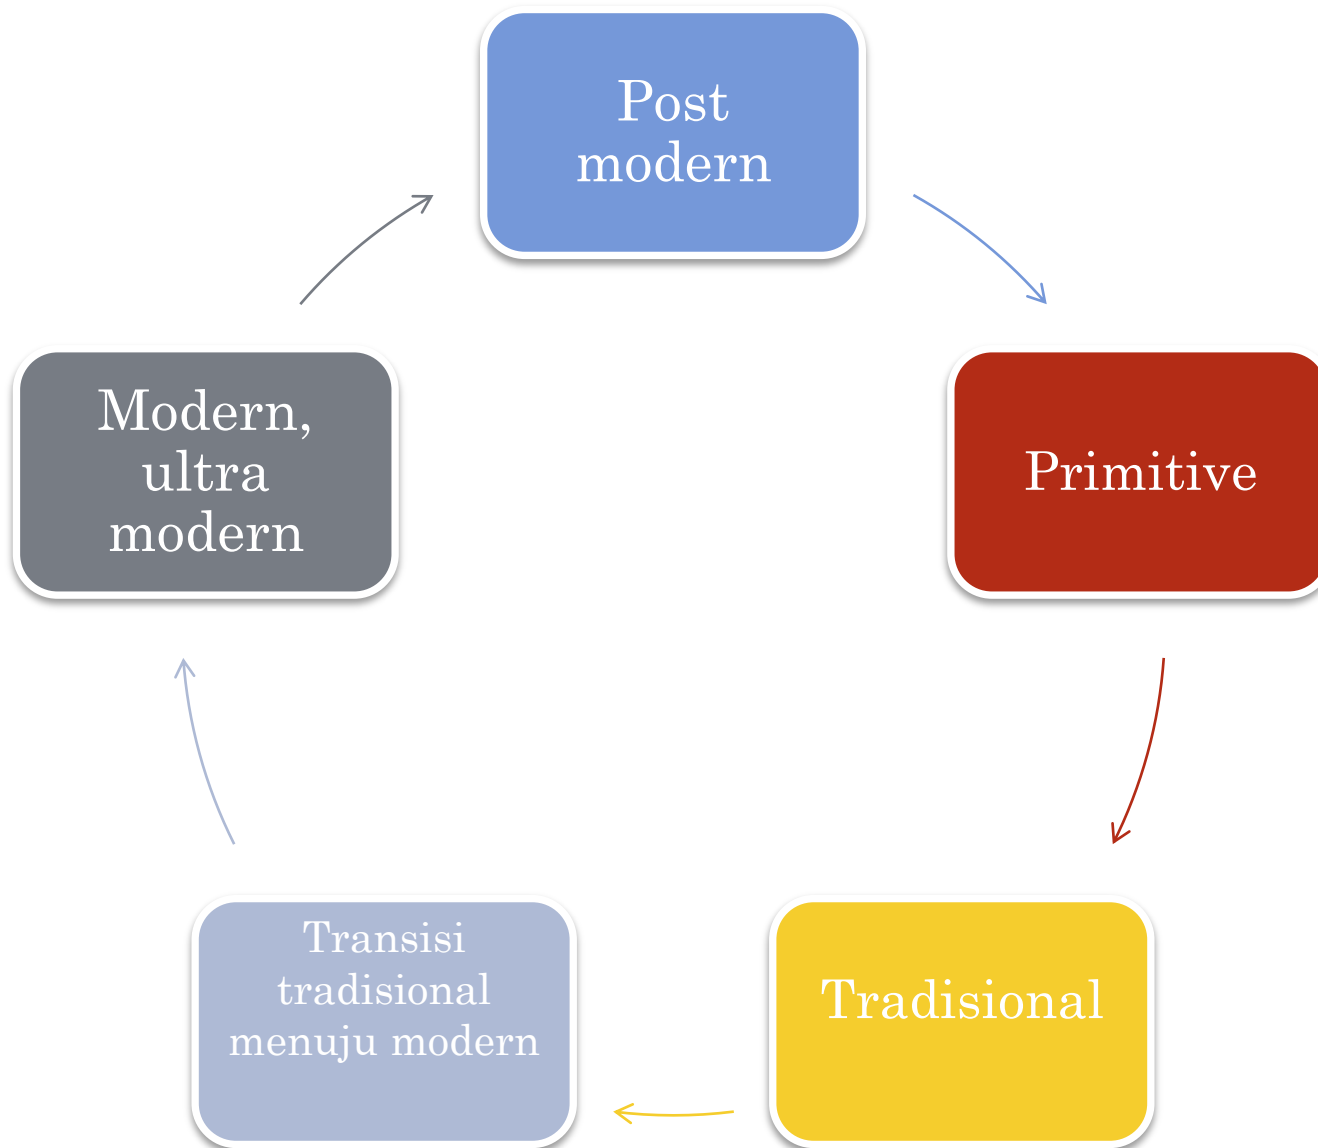 Post
modern
Primitive
Tradisional
Transisi
tradisional
menuju modern
Modern,
ultra
modern